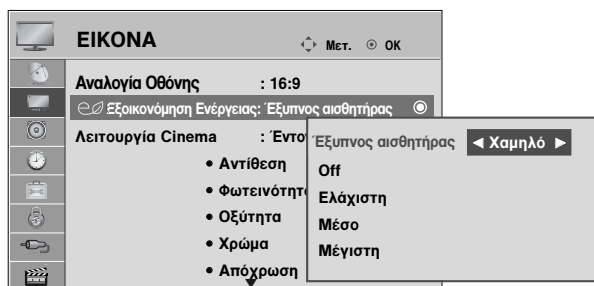 ΕΙΚΟΝΑ
Μετ. OK
Αναλογία Οθόνης : 16:9
Εξοικονόμηση Ενέργειας: Έξυπνος αισθητήρας
Λειτουργία Cinema : Έντο
• Αντίθεση
• Φωτεινότητ
• Οξύτητα
• Χρώμα
• Απόχρωση
Έξυπνος αισθητήρας ◄ Χαμηλό ►
Off
Ελάχιστη
Μέσο
Μέγιστη